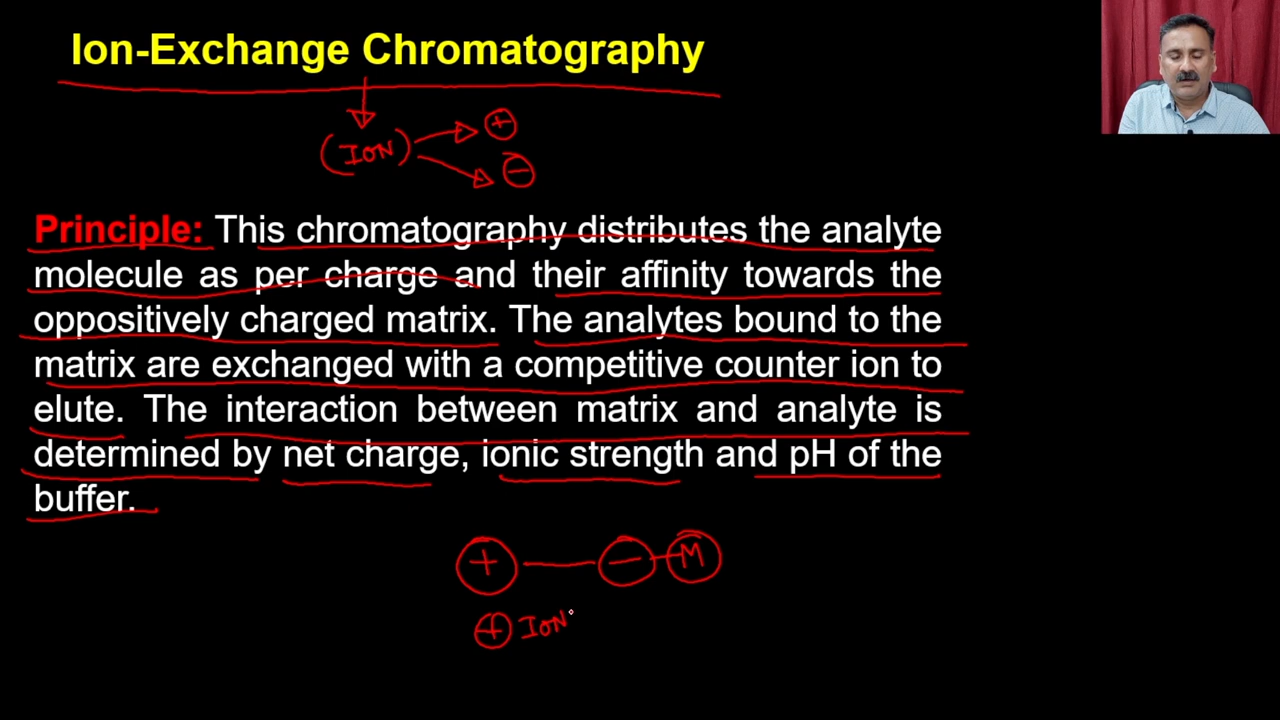 Ion-Exchange Chromatography
(ION) +
−
Principle: This chromatography distributes the analyte
molecule as per charge and their affinity towards the
oppositively charged matrix. The analytes bound to the
matrix are exchanged with a competitive counter ion to
elute. The interaction between matrix and analyte is
determined by net charge, ionic strength and pH of the
buffer.
+ − M
+ ION